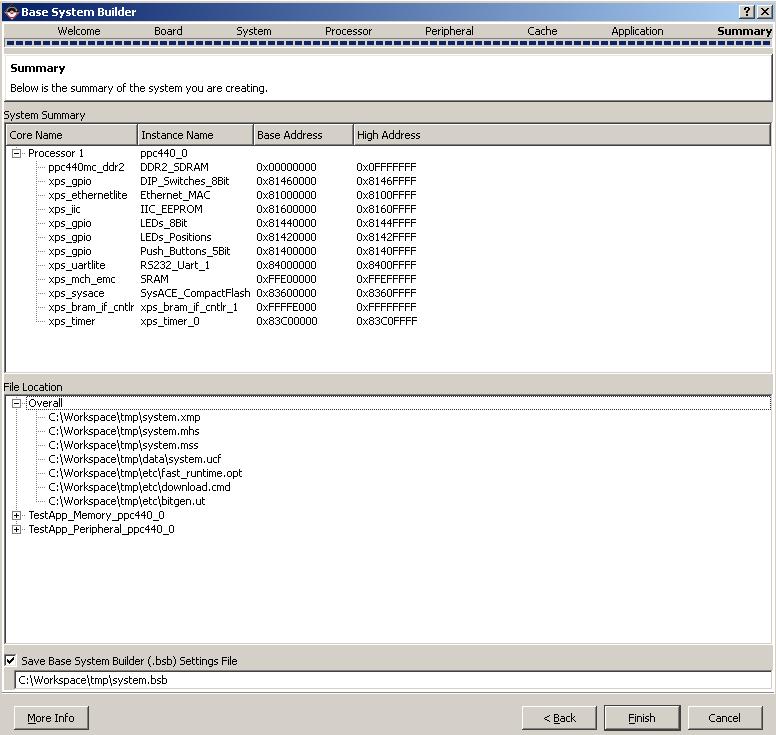 Base System Builder
Welcome Board System Processor Peripheral Cache Application Summary
Summary
Below is the summary of the system you are creating.
System Summary
Core Name Instance Name Base Address High Address
Processor 1 ppc440_0
ppc440mc_ddr2 DDR2_SDRAM 0x00000000 0x0FFFFFFF
xps_gpio DIP_Switches_8Bit 0x81460000 0x8146FFFF
xps_ethernetlite Ethernet_MAC 0x81000000 0x8100FFFF
xps_iic IIC_EEPROM 0x81600000 0x8160FFFF
xps_gpio LEDs_8Bit 0x81440000 0x8144FFFF
xps_gpio LEDs_Positions 0x81420000 0x8142FFFF
xps_gpio Push_Buttons_5Bit 0x81400000 0x8140FFFF
xps_uartlite RS232_Uart_1 0x84000000 0x8400FFFF
xps_mch_emc SRAM 0xFFE00000 0xFFEFFFFF
xps_sysace SysACE_CompactFlash 0x83600000 0x8360FFFF
xps_bram_if_cntlr xps_bram_if_cntlr_1 0xFFFFE000 0xFFFFFFFF
xps_timer xps_timer_0 0x83C00000 0x83C0FFFF
File Location
Overall
C:\Workspace\tmp\system.xmp
C:\Workspace\tmp\system.mhs
C:\Workspace\tmp\system.mss
C:\Workspace\tmp\data\system.ucf
C:\Workspace\tmp\etc\fast_runtime.opt
C:\Workspace\tmp\etc\download.cmd
C:\Workspace\tmp\etc\bitgen.ut
TestApp_Memory_ppc440_0
TestApp_Peripheral_ppc440_0
Save Base System Builder (.bsb) Settings File
C:\Workspace\tmp\system.bsb
More Info < Back Finish Cancel